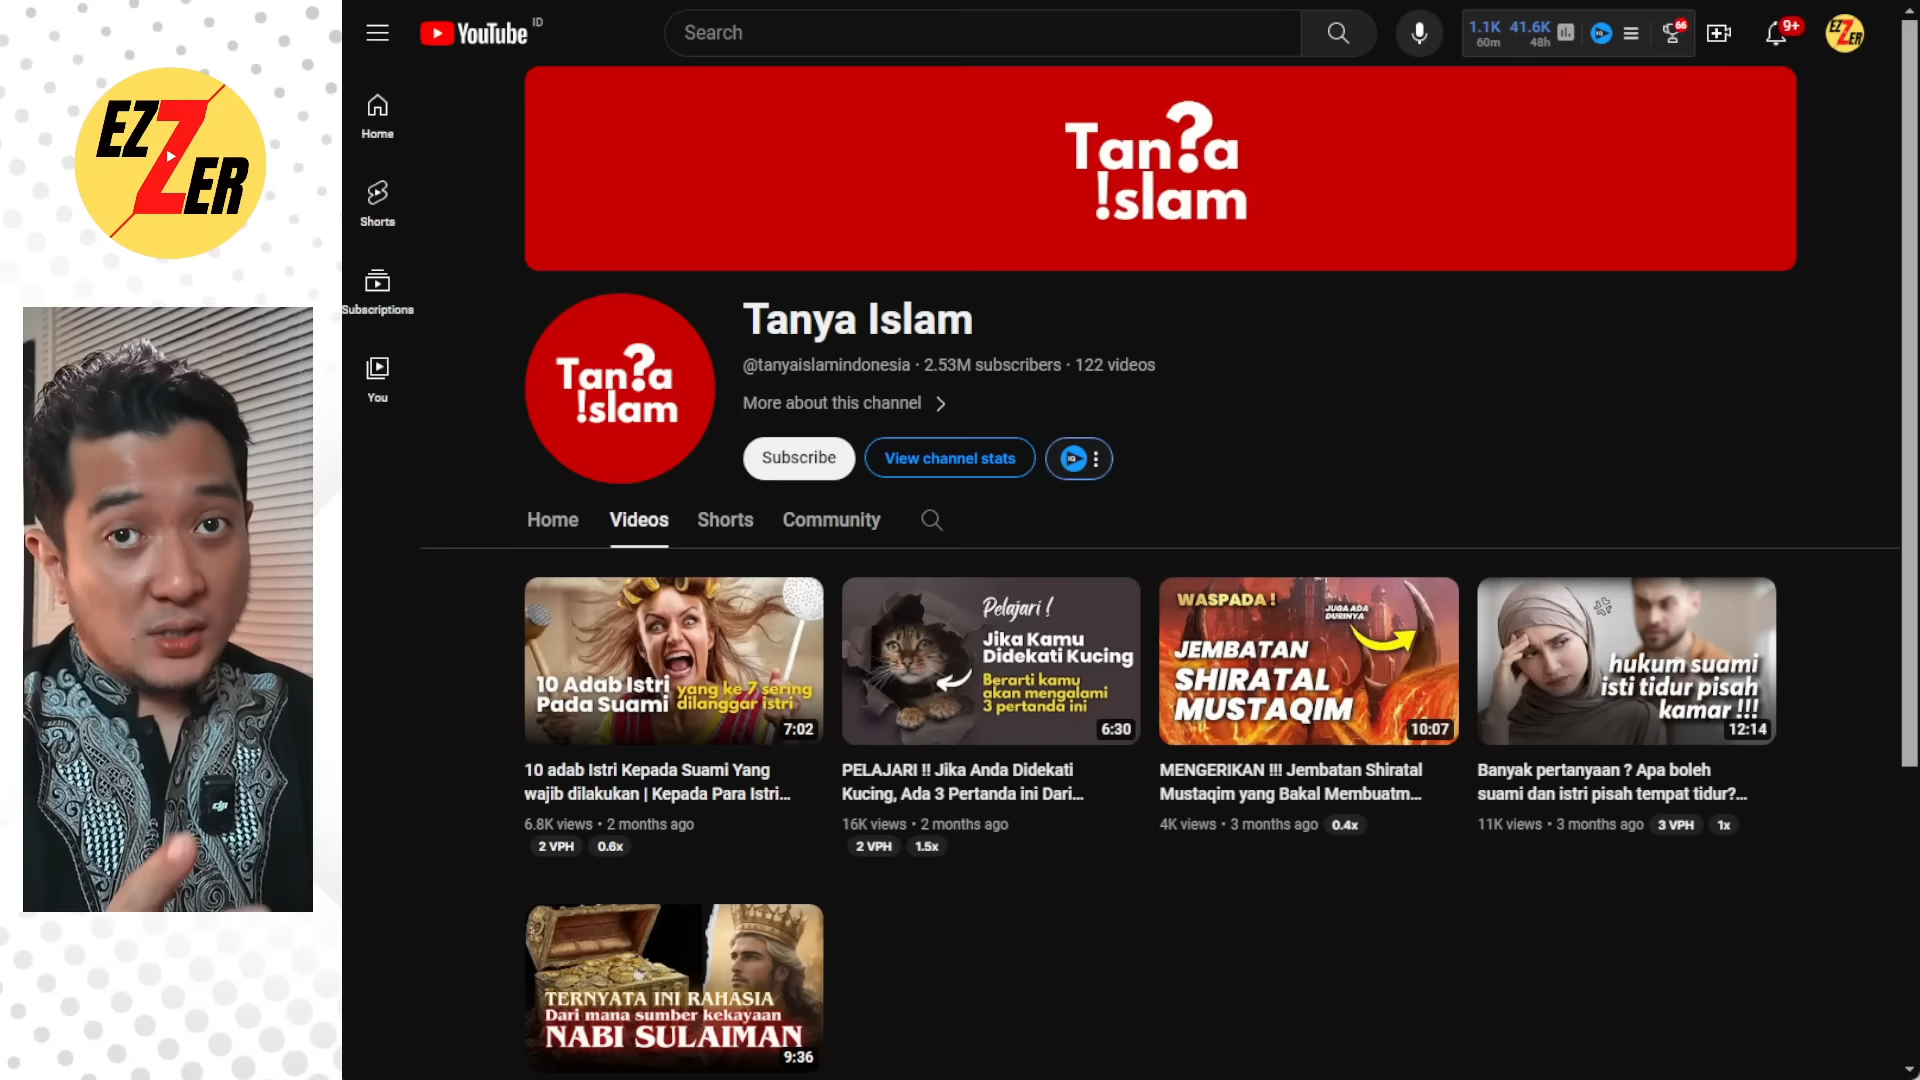 EZZER
dji
YouTube ID
Search
1.1K 41.6K
60m 48h
66
9+
EZZER
Home
Shorts
Subscriptions
You
Tan?a
!slam
Tan?a
!slam
Tanya Islam
@tanyaislamindonesia · 2.53M subscribers · 122 videos
More about this channel
Subscribe
View channel stats
IQ
Home Videos Shorts Community
10 Adab Istri
Pada Suami
yang ke 7 sering
dilanggar istri
7:02
Pelajari !
Jika Kamu
Didekati Kucing
Berarti kamu
akan mengalami
3 pertanda ini
6:30
WASPADA !
JUGA ADA
DURINYA
JEMBATAN
SHIRATAL
MUSTAQIM
10:07
hukum suami
isti tidur pisah
kamar !!!
12:14
10 adab Istri Kepada Suami Yang
wajib dilakukan | Kepada Para Istri...
6.8K views • 2 months ago
2 VPH 0.6x
PELAJARI !! Jika Anda Didekati
Kucing, Ada 3 Pertanda ini Dari...
16K views • 2 months ago
2 VPH 1.5x
MENGERIKAN !!! Jembatan Shiratal
Mustaqim yang Bakal Membuatm...
4K views • 3 months ago 0.4x
Banyak pertanyaan ? Apa boleh
suami dan istri pisah tempat tidur?...
11K views • 3 months ago 3 VPH 1x
TERNYATA INI RAHASIA
Dari mana sumber kekayaan
NABI SULAIMAN
9:36